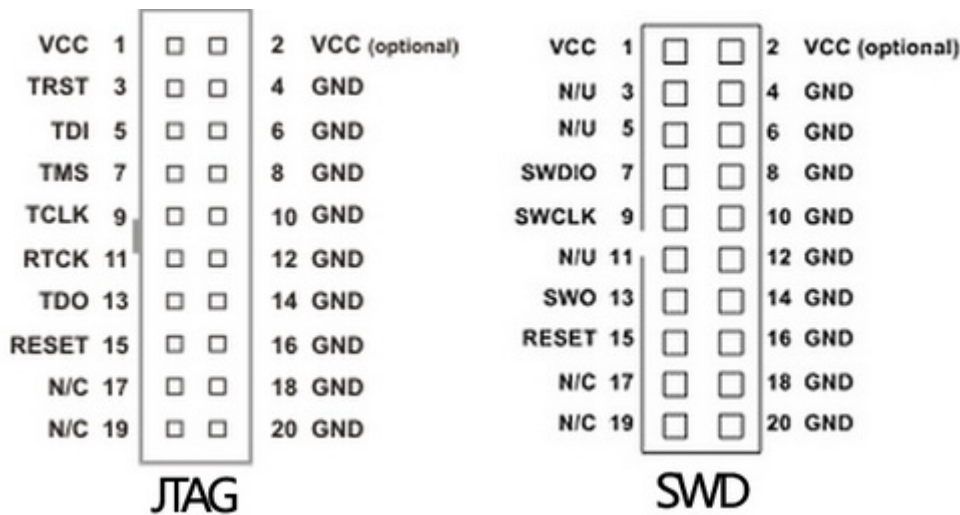 VCC 1 2 VCC (optional)
TRST 3 4 GND
TDI 5 6 GND
TMS 7 8 GND
TCLK 9 10 GND
RTCK 11 12 GND
TDO 13 14 GND
RESET 15 16 GND
N/C 17 18 GND
N/C 19 20 GND
JTAG
VCC 1 2 VCC (optional)
N/U 3 4 GND
N/U 5 6 GND
SWDIO 7 8 GND
SWCLK 9 10 GND
N/U 11 12 GND
SWO 13 14 GND
RESET 15 16 GND
N/C 17 18 GND
N/C 19 20 GND
SWD